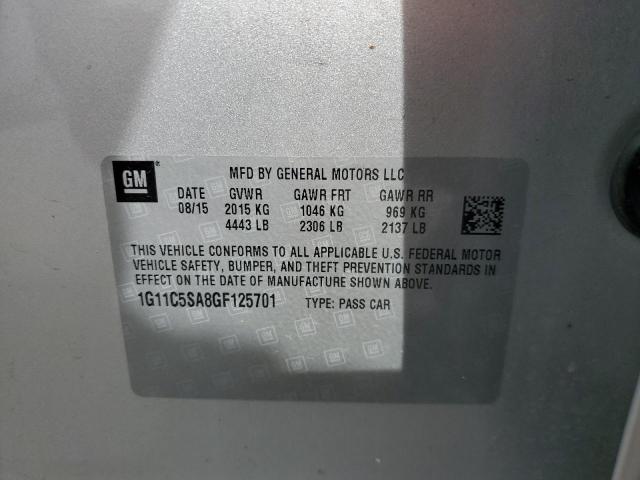 GM® MFD BY GENERAL MOTORS LLC
DATE GVWR GAWR FRT GAWR RR
08/15 2015 KG 1046 KG 969 KG
4443 LB 2306 LB 2137 LB
THIS VEHICLE CONFORMS TO ALL APPLICABLE U.S. FEDERAL MOTOR
VEHICLE SAFETY, BUMPER, AND THEFT PREVENTION STANDARDS
IN EFFECT ON THE DATE OF MANUFACTURE SHOWN ABOVE.
1G11C5SA8GF125701 TYPE: PASS CAR